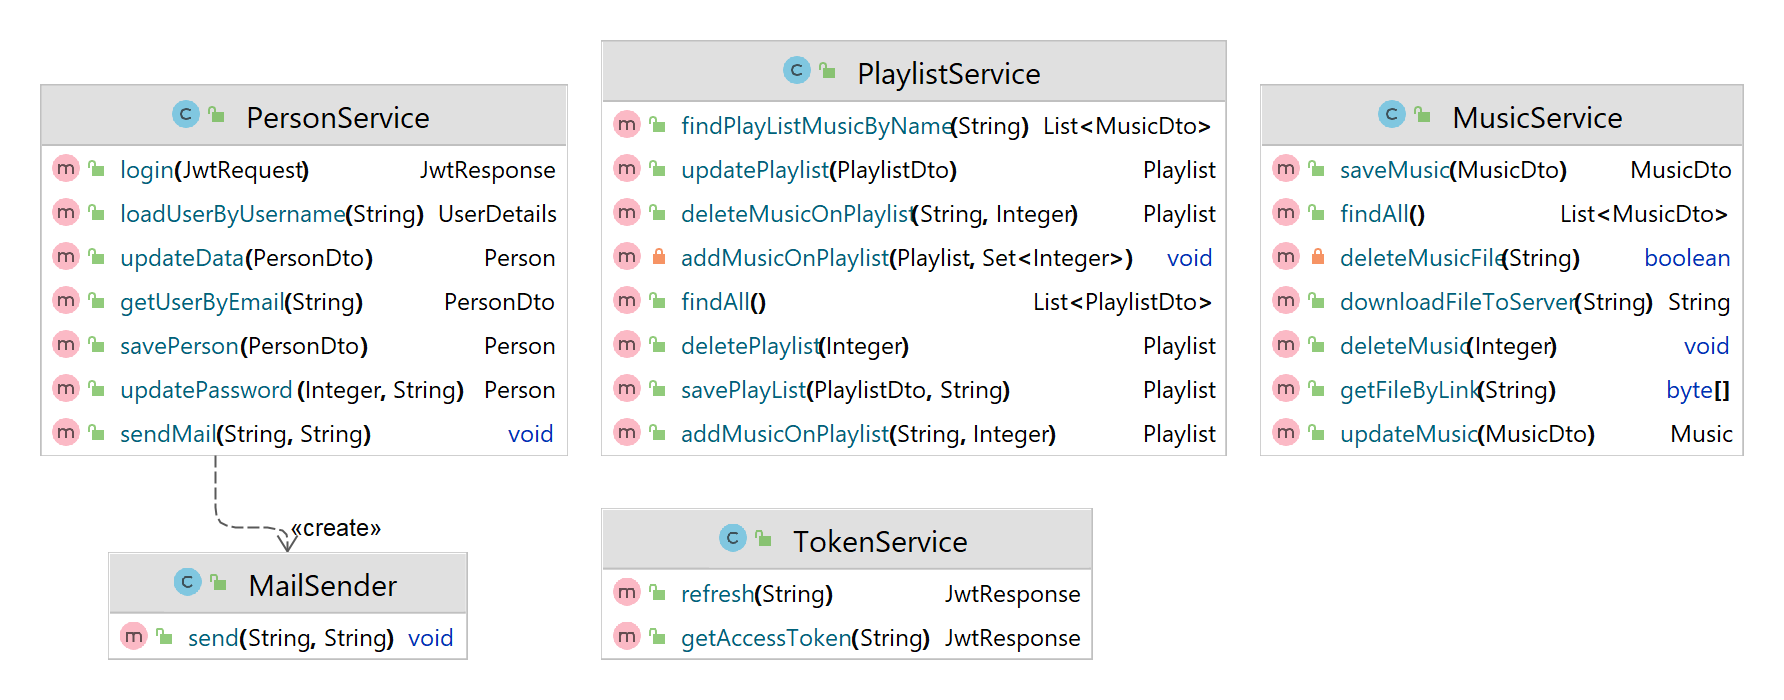 PersonService
login(JwtRequest) JwtResponse
loadUserByUsername(String) UserDetails
updateData(PersonDto) Person
getUserByEmail(String) PersonDto
savePerson(PersonDto) Person
updatePassword(Integer, String) Person
sendMail(String, String) void
«create»
MailSender
send(String, String) void
PlaylistService
findPlayListMusicByName(String) List<MusicDto>
updatePlaylist(PlaylistDto) Playlist
deleteMusicOnPlaylist(String, Integer) Playlist
addMusicOnPlaylist(Playlist, Set<Integer>) void
findAll() List<PlaylistDto>
deletePlaylist(Integer) Playlist
savePlayList(PlaylistDto, String) Playlist
addMusicOnPlaylist(String, Integer) Playlist
TokenService
refresh(String) JwtResponse
getAccessToken(String) JwtResponse
MusicService
saveMusic(MusicDto) MusicDto
findAll() List<MusicDto>
deleteMusicFile(String) boolean
downloadFileToServer(String) String
deleteMusic(Integer) void
getFileByLink(String) byte[]
updateMusic(MusicDto) Music